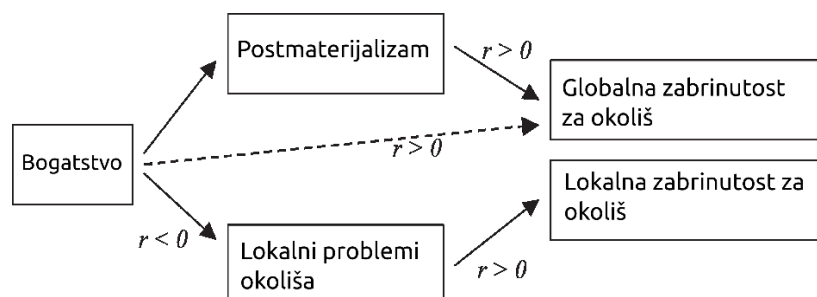 Postmaterijalizam
r > 0
Globalna zabrinutost
za okoliš
Bogatstvo
r > 0
Lokalna zabrinutost za
okoliš
r < 0
Lokalni problemi
okoliša
r > 0